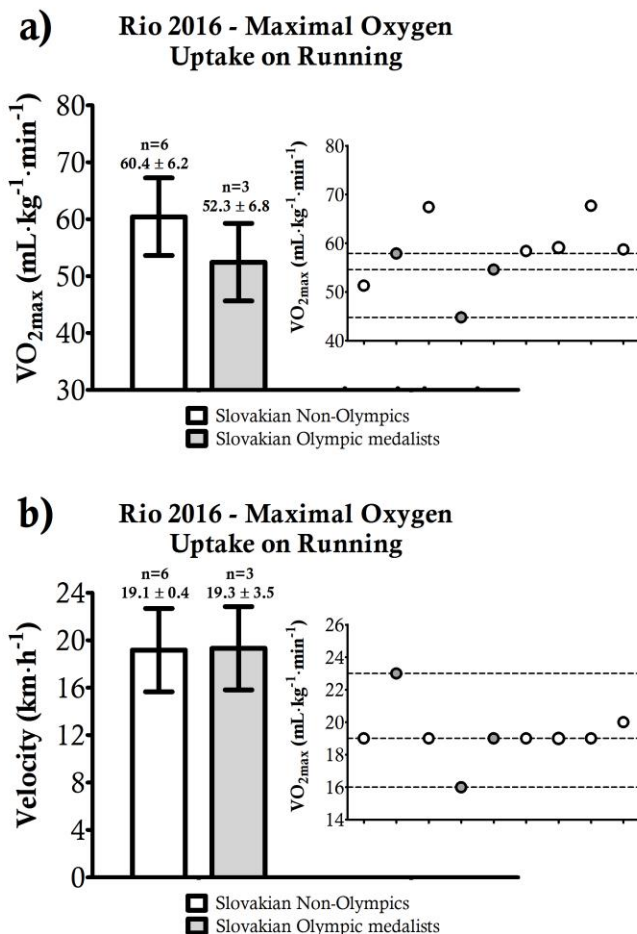 a)
Rio 2016 - Maximal Oxygen
Uptake on Running
VO2max (mL·kg-1·min-1)
80
70
60
50
40
30
n=6
60.4 ± 6.2
n=3
52.3 ± 6.8
VO2max (mL·kg-1·min-1)
80
70
60
50
40
Slovakian Non-Olympics
Slovakian Olympic medalists
b)
Rio 2016 - Maximal Oxygen
Uptake on Running
Velocity (km·h-1)
24
20
16
12
8
4
0
n=6
19.1 ± 0.4
n=3
19.3 ± 3.5
VO2max (mL·kg-1·min-1)
26
24
22
20
18
16
14
Slovakian Non-Olympics
Slovakian Olympic medalists